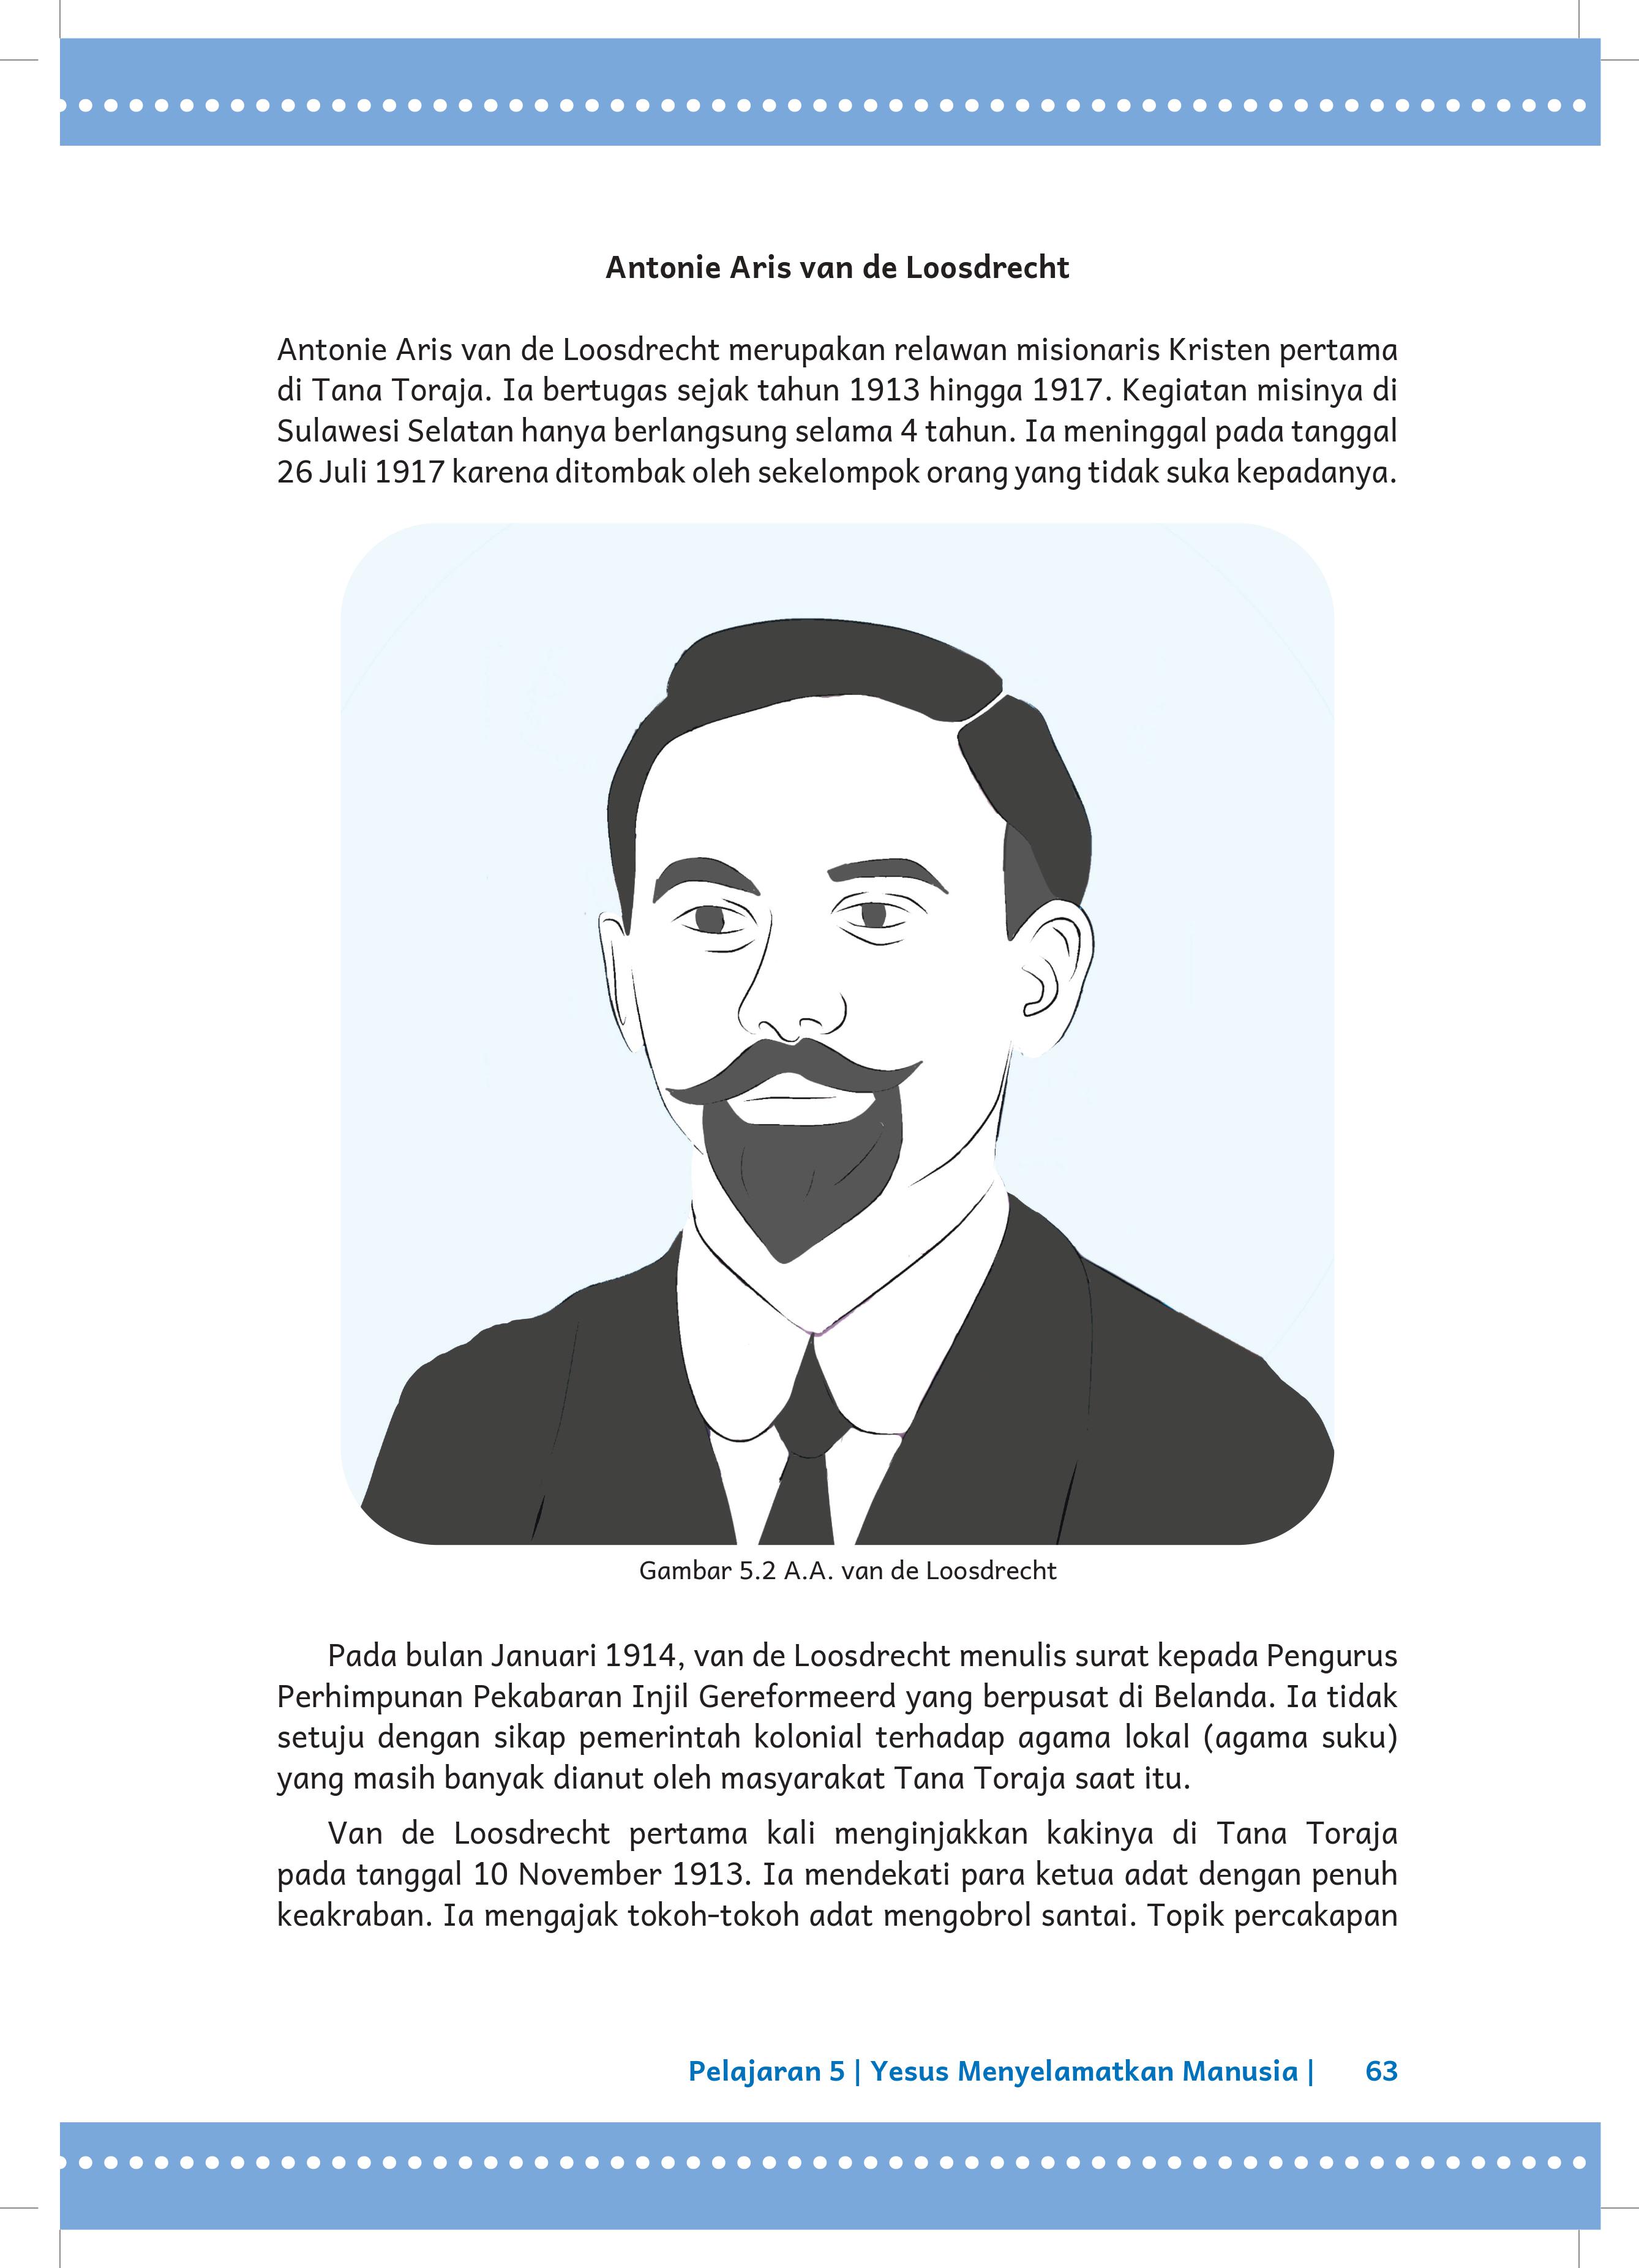 Antonie Aris van de Loosdrecht
Antonie Aris van de Loosdrecht merupakan relawan misionaris Kristen pertama
di Tana Toraja. Ia bertugas sejak tahun 1913 hingga 1917. Kegiatan misinya di
Sulawesi Selatan hanya berlangsung selama 4 tahun. Ia meninggal pada tanggal
26 Juli 1917 karena ditombak oleh sekelompok orang yang tidak suka kepadanya.
Gambar 5.2 A.A. van de Loosdrecht
Pada bulan Januari 1914, van de Loosdrecht menulis surat kepada Pengurus
Perhimpunan Pekabaran Injil Gereformeerd yang berpusat di Belanda. Ia tidak
setuju dengan sikap pemerintah kolonial terhadap agama lokal (agama suku)
yang masih banyak dianut oleh masyarakat Tana Toraja saat itu.
Van de Loosdrecht pertama kali menginjakkan kakinya di Tana Toraja
pada tanggal 10 November 1913. Ia mendekati para ketua adat dengan penuh
keakraban. Ia mengajak tokoh-tokoh adat mengobrol santai. Topik percakapan
Pelajaran 5 | Yesus Menyelamatkan Manusia | 63